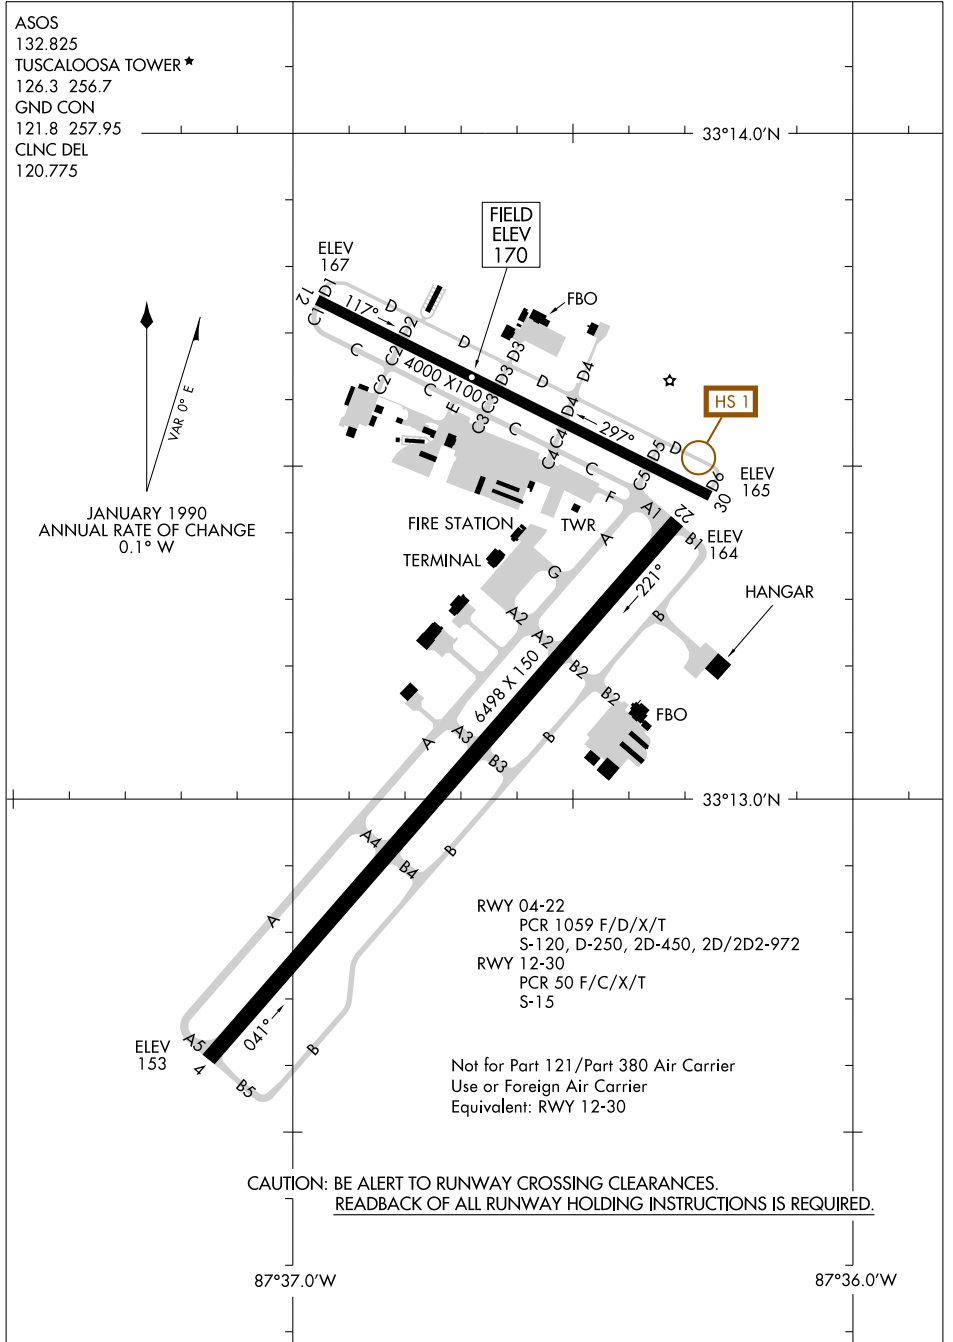 ASOS
132.825
TUSCALOOSA TOWER★
126.3 256.7
GND CON
121.8 257.95
CLNC DEL
120.775
33°14.0'N
FIELD
ELEV
170
ELEV
167
12
D1
C1
117°
D
D2
C2
C2
C
4000 X100
C
D
FBO
D3
D3
C3
C3
E
D
D4
D4
C4
C4
C
297°
C
HS 1
D5
D
C5
D6
30
ELEV
165
VAR 0° E
JANUARY 1990
ANNUAL RATE OF CHANGE
0.1° W
FIRE STATION
TWR
TERMINAL
F
A1
22
B1
ELEV
164
A
G
221°
HANGAR
A2
A2
B
B2
B2
FBO
6498 X 150
A
A3
B3
B
33°13.0'N
A4
B4
B
A
RWY 04-22
PCR 1059 F/D/X/T
S-120, D-250, 2D-450, 2D/2D2-972
RWY 12-30
PCR 50 F/C/X/T
S-15
041°
A5
ELEV
153
4
B5
B
Not for Part 121/Part 380 Air Carrier
Use or Foreign Air Carrier
Equivalent: RWY 12-30
CAUTION: BE ALERT TO RUNWAY CROSSING CLEARANCES.
READBACK OF ALL RUNWAY HOLDING INSTRUCTIONS IS REQUIRED.
87°37.0'W
87°36.0'W